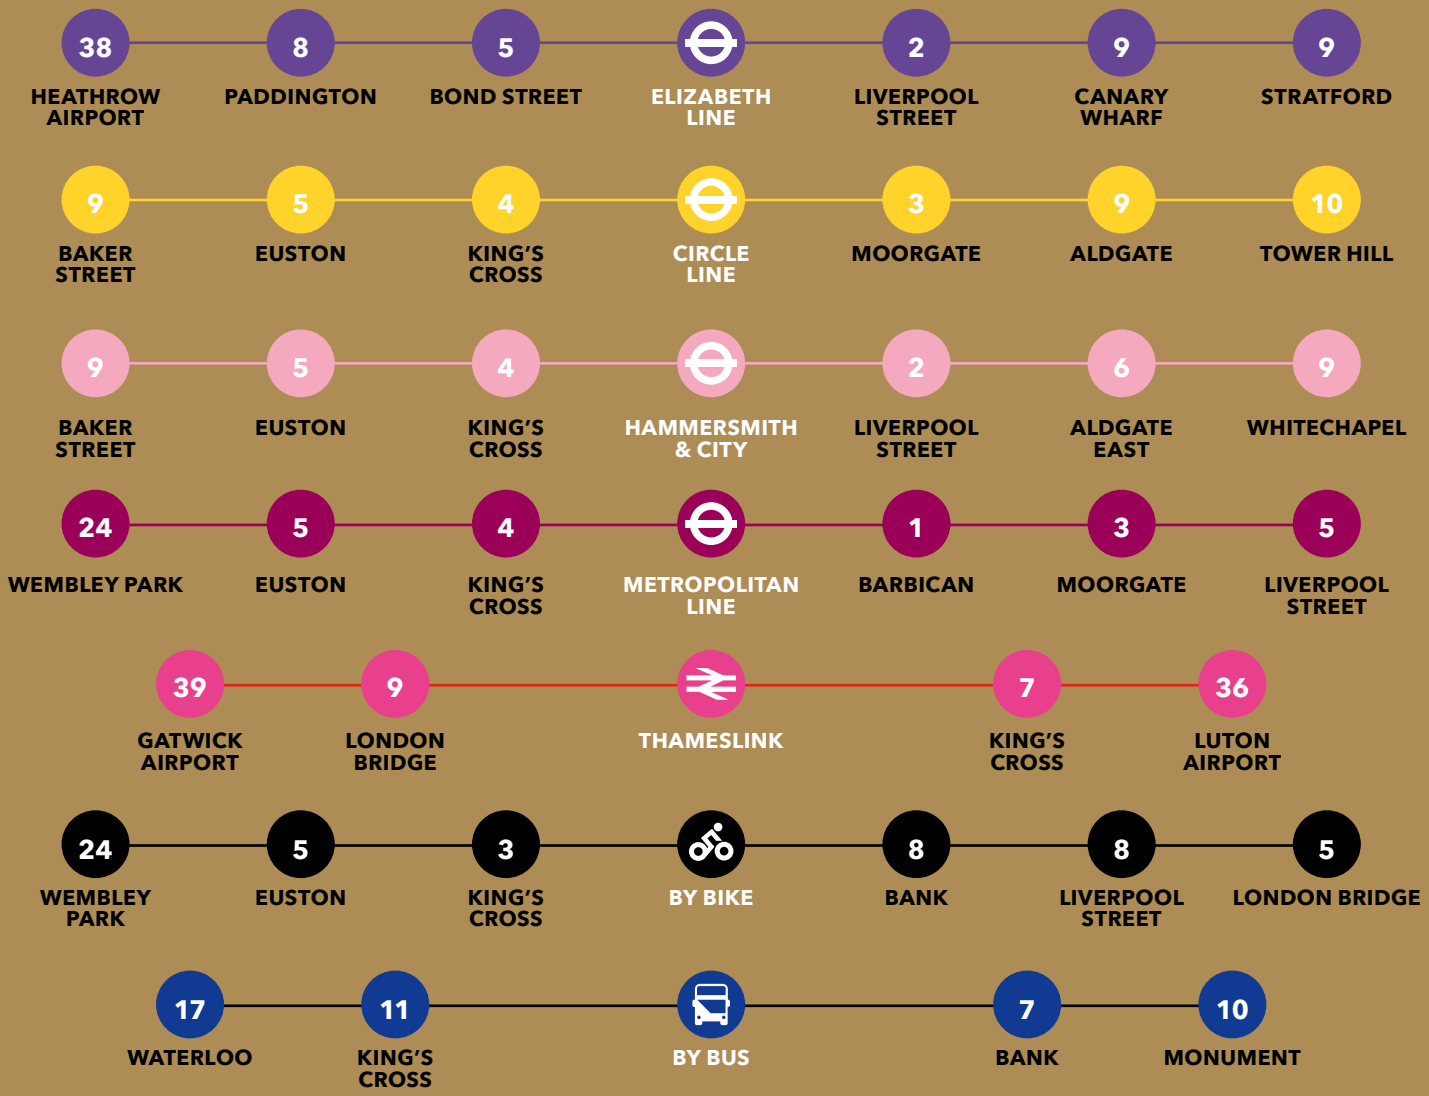 38 8 5 2 9 9
HEATHROW PADDINGTON BOND STREET ELIZABETH LIVERPOOL CANARY STRATFORD
AIRPORT LINE STREET WHARF
9 5 4 3 9 10
BAKER EUSTON KING'S CIRCLE MOORGATE ALDGATE TOWER HILL
STREET CROSS LINE
9 5 4 2 6 9
BAKER EUSTON KING'S HAMMERSMITH LIVERPOOL ALDGATE WHITECHAPEL
STREET CROSS & CITY STREET EAST
24 5 4 1 3 5
WEMBLEY PARK EUSTON KING'S METROPOLITAN BARBICAN MOORGATE LIVERPOOL
CROSS LINE STREET
39 9 7 36
GATWICK LONDON THAMESLINK KING'S LUTON
AIRPORT BRIDGE CROSS AIRPORT
24 5 3 8 8 5
WEMBLEY EUSTON KING'S BY BIKE BANK LIVERPOOL LONDON BRIDGE
PARK CROSS STREET
17 11 7 10
WATERLOO KING'S BY BUS BANK MONUMENT
CROSS